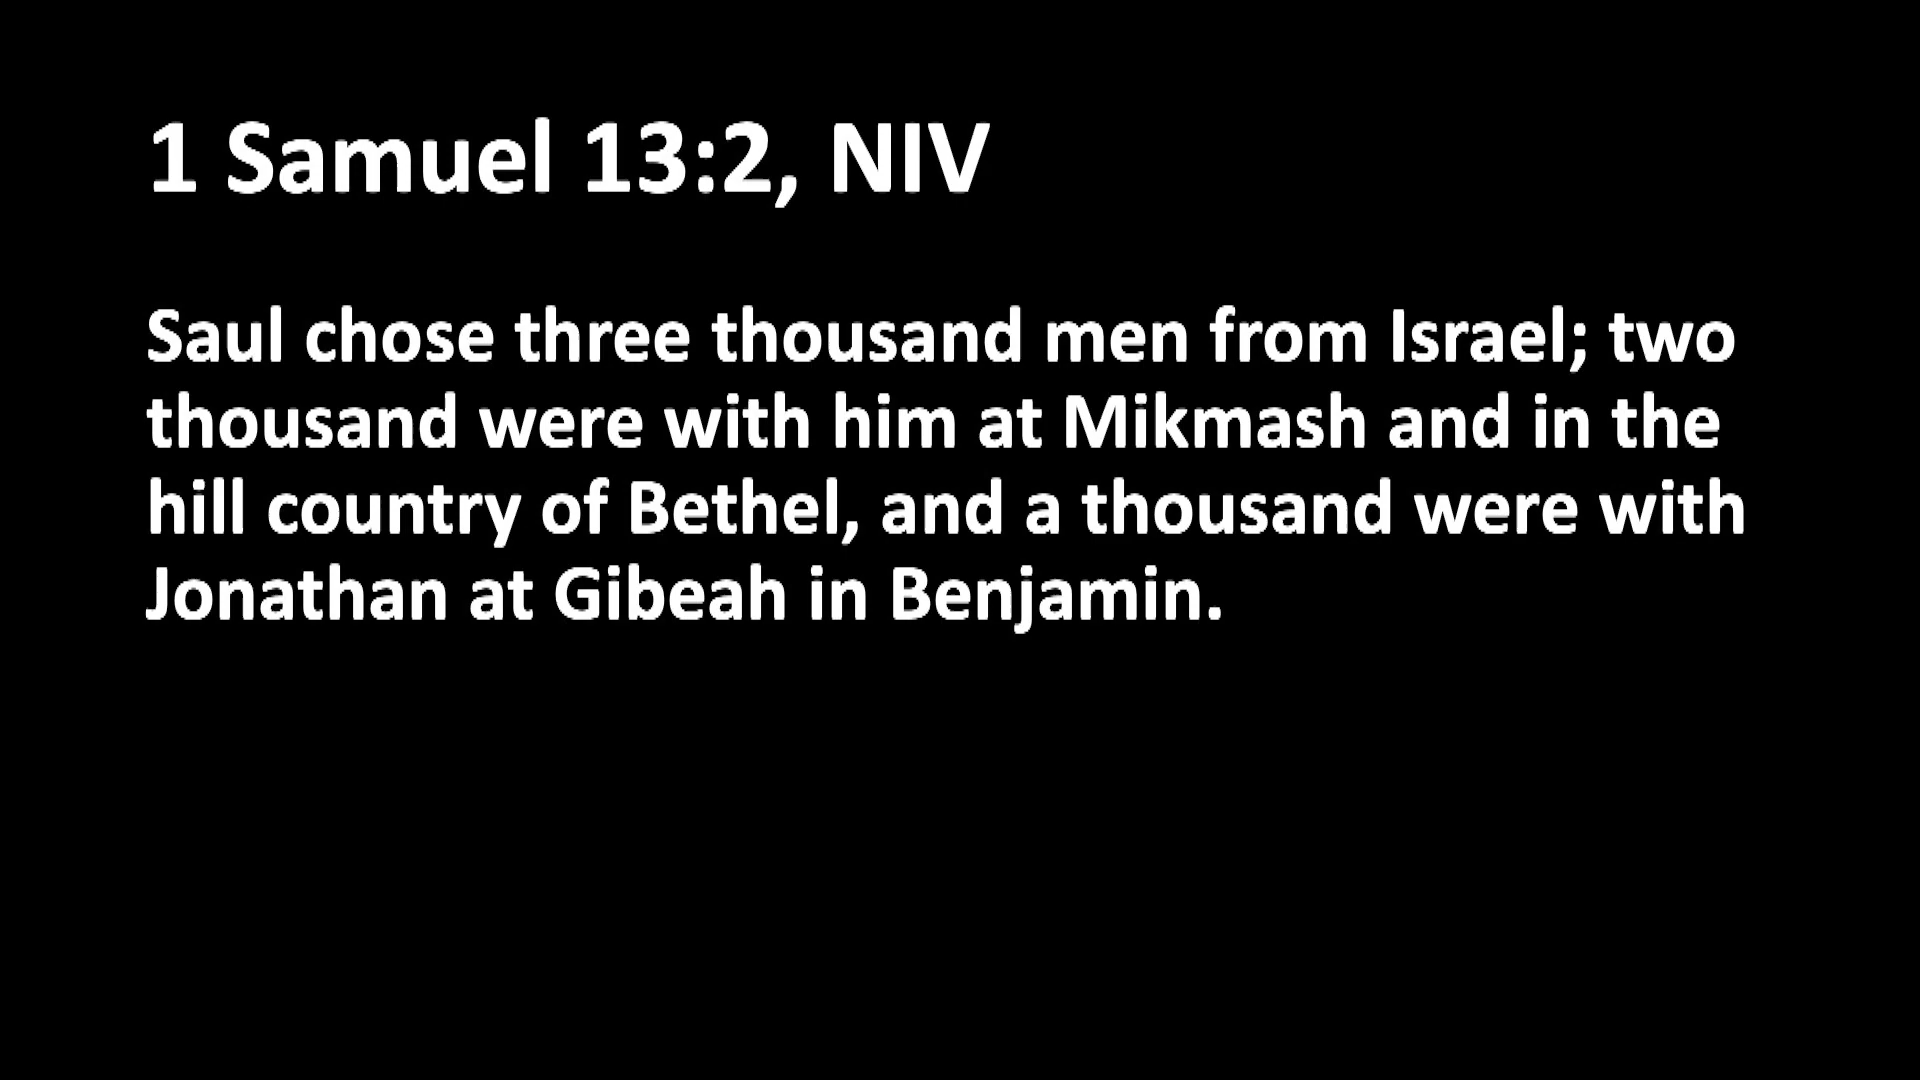 1 Samuel 13:2, NIV
Saul chose three thousand men from Israel; two
thousand were with him at Mikmash and in the
hill country of Bethel, and a thousand were with
Jonathan at Gibeah in Benjamin.